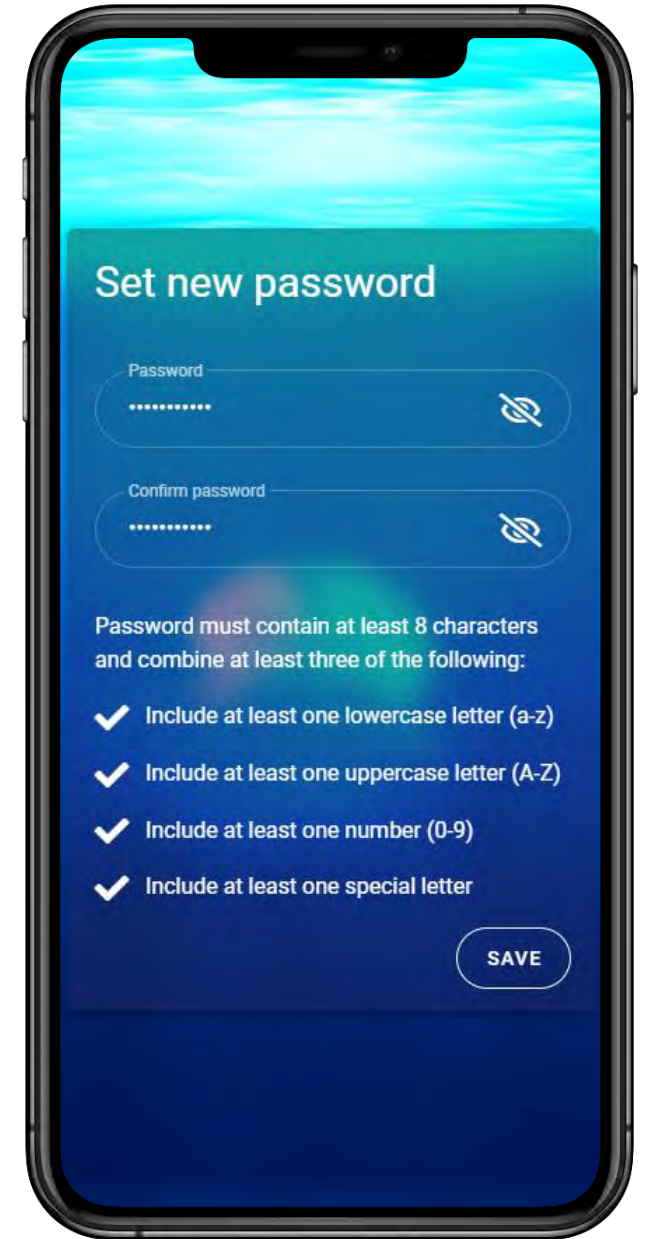 Set new password
Password
•••••••••••
Confirm password
•••••••••••
Password must contain at least 8 characters
and combine at least three of the following:
Include at least one lowercase letter (a-z)
Include at least one uppercase letter (A-Z)
Include at least one number (0-9)
Include at least one special letter
SAVE